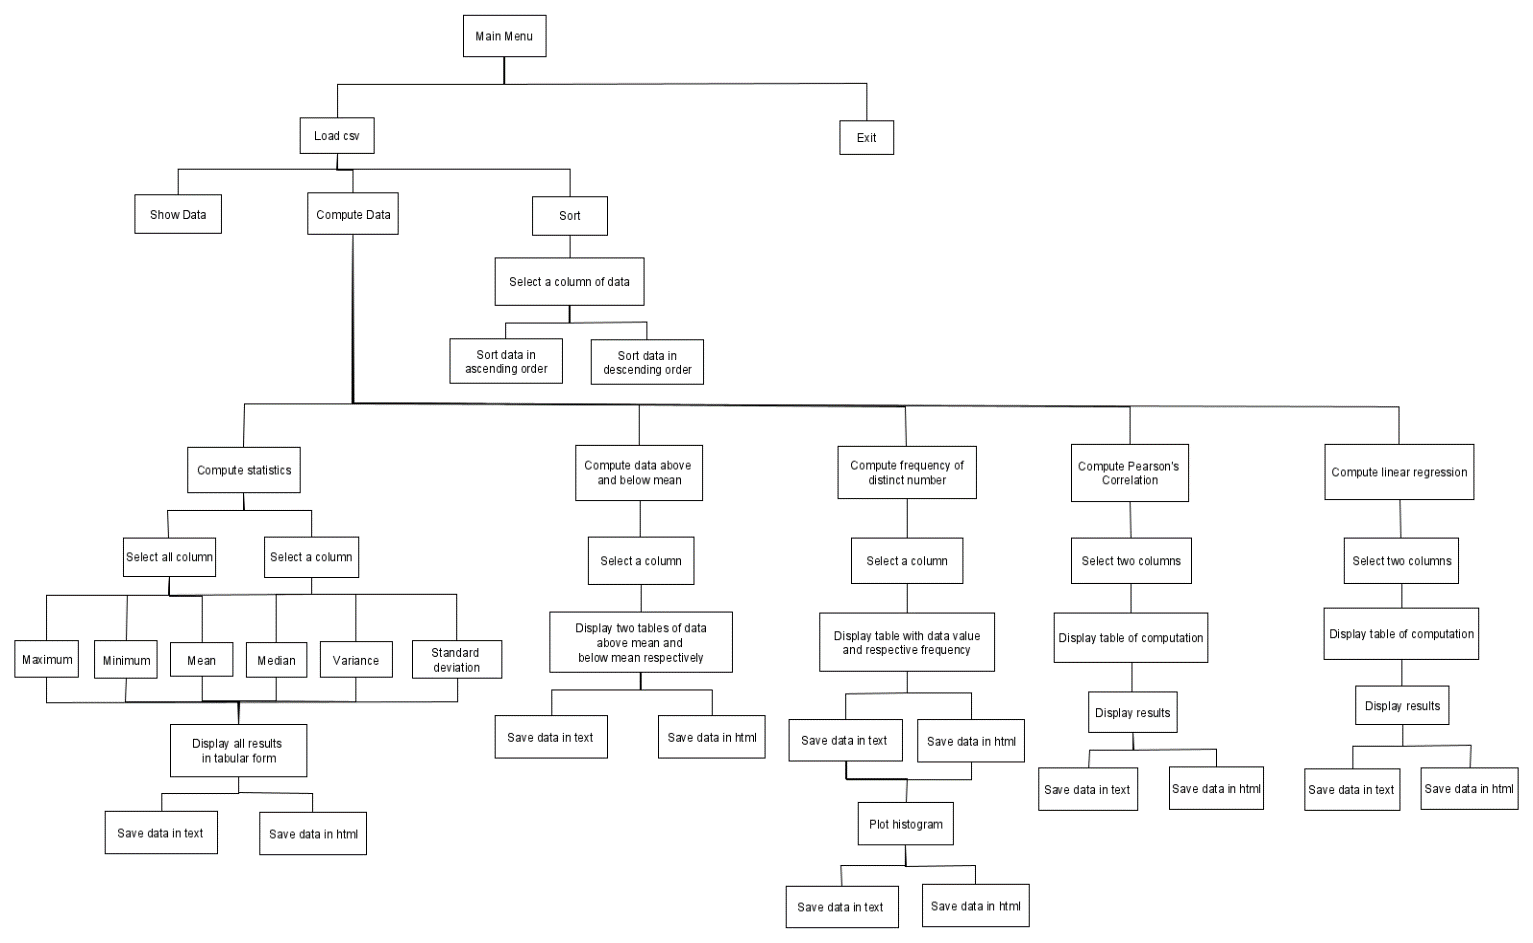 Main Menu
Load csv
Exit
Show Data
Compute Data
Sort
Select a column of data
Sort data in
ascending order
Sort data in
descending order
Compute statistics
Compute data above
and below mean
Compute frequency of
distinct number
Compute Pearson's
Correlation
Compute linear regression
Select all column
Select a column
Select a column
Select a column
Select two columns
Select two columns
Maximum
Minimum
Mean
Median
Variance
Standard
deviation
Display two tables of data
above mean and
below mean respectively
Display table with data value
and respective frequency
Display table of computation
Display table of computation
Display results
Display results
Display all results
in tabular form
Save data in text
Save data in html
Save data in text
Save data in html
Save data in text
Save data in html
Save data in text
Save data in html
Save data in text
Save data in html
Plot histogram
Save data in text
Save data in html